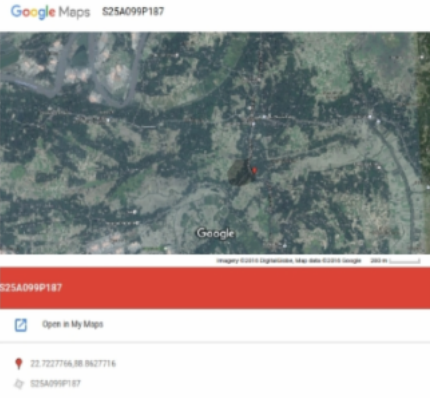 Google Maps S25A099P187
Google
Imagery ©2016 DigitalGlobe, Map data ©2016 Google 200 m
S25A099P187
Open in My Maps
22.7227766,88.8627716
S25A099P187